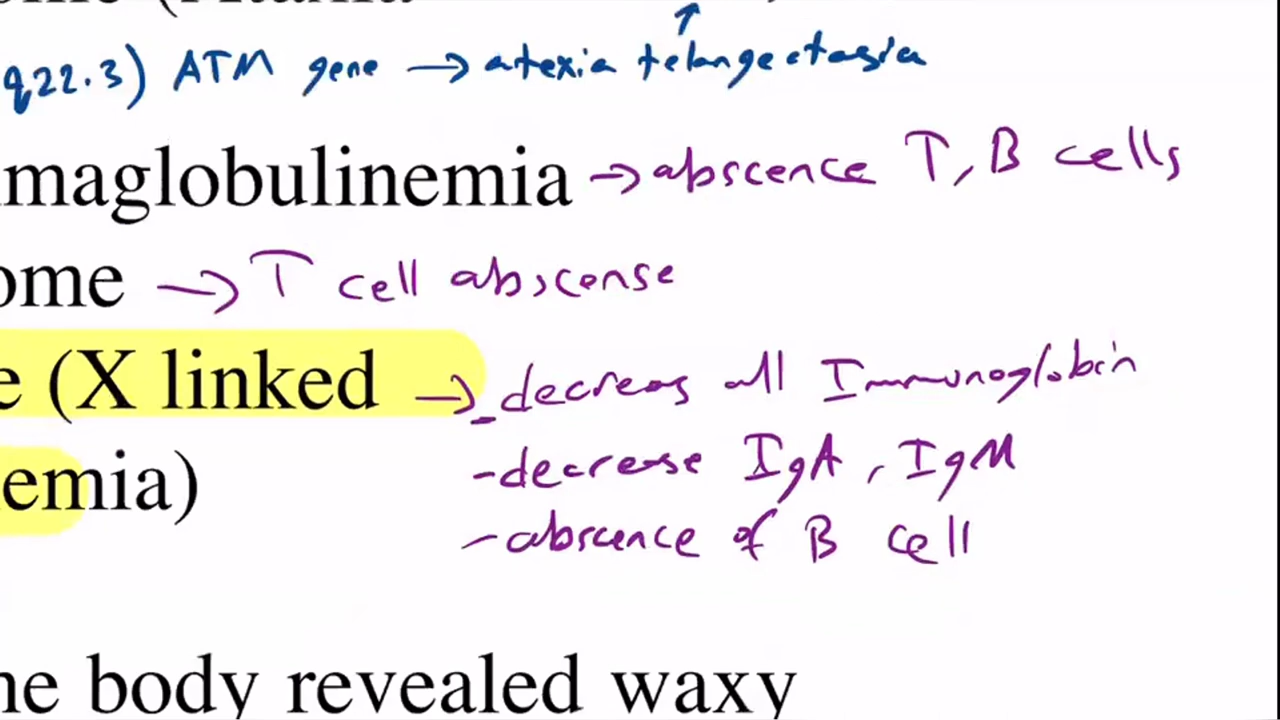 q22.3) ATM gene → atexia telangectasia
maglobulinemia → abscence T, B cells
ome → T cell abscense
e (X linked → - decreas all Immunoglobin
emia) - decrease IgA, IgM
- abscence of B cell
ne body revealed waxy